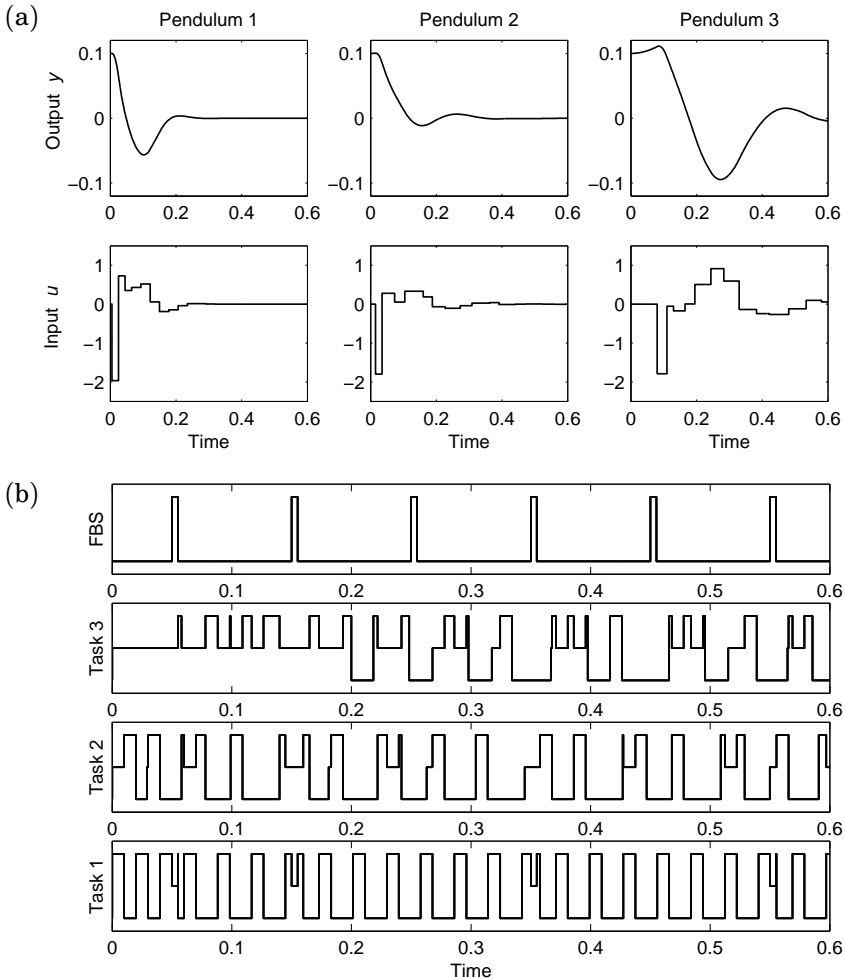 (a)
Pendulum 1 Pendulum 2 Pendulum 3
Output y
0.1 0 −0.1
0 0.2 0.4 0.6
0.1 0 −0.1
0 0.2 0.4 0.6
0.1 0 −0.1
0 0.2 0.4 0.6
Input u
1 0 −1 −2
0 0.2 0.4 0.6
Time
1 0 −1 −2
0 0.2 0.4 0.6
Time
1 0 −1 −2
0 0.2 0.4 0.6
Time
(b)
FBS
0 0.1 0.2 0.3 0.4 0.5 0.6
Task 3
0 0.1 0.2 0.3 0.4 0.5 0.6
Task 2
0 0.1 0.2 0.3 0.4 0.5 0.6
Task 1
0 0.1 0.2 0.3 0.4 0.5 0.6
Time